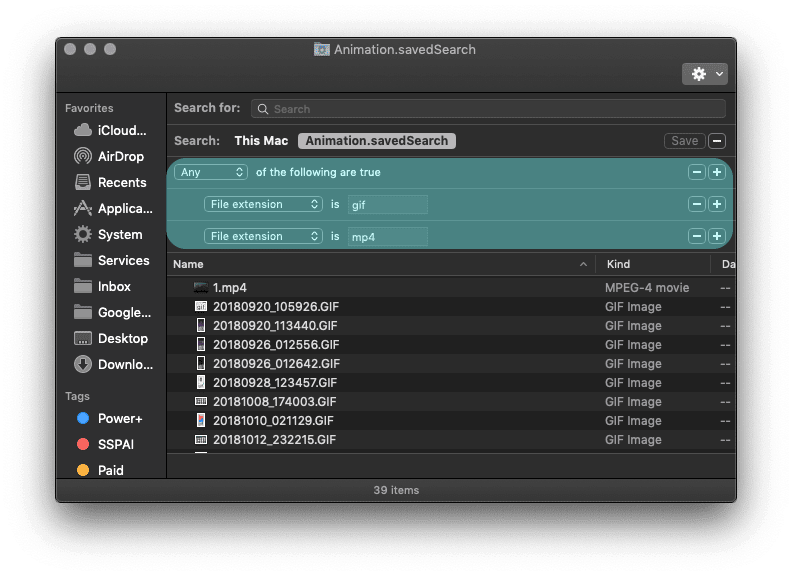 Animation.savedSearch
Favorites
iCloud...
AirDrop
Recents
Applica...
System
Services
Inbox
Google...
Desktop
Downlo...
Tags
Power+
SSPAI
Paid
Search for: Search
Search: This Mac Animation.savedSearch Save
Any of the following are true
File extension is gif
File extension is mp4
Name Kind Da
1.mp4 MPEG-4 movie --
20180920_105926.GIF GIF Image --
20180920_113440.GIF GIF Image --
20180926_012556.GIF GIF Image --
20180926_012642.GIF GIF Image --
20180928_123457.GIF GIF Image --
20181008_174003.GIF GIF Image --
20181010_021129.GIF GIF Image --
20181012_232215.GIF GIF Image --
39 items